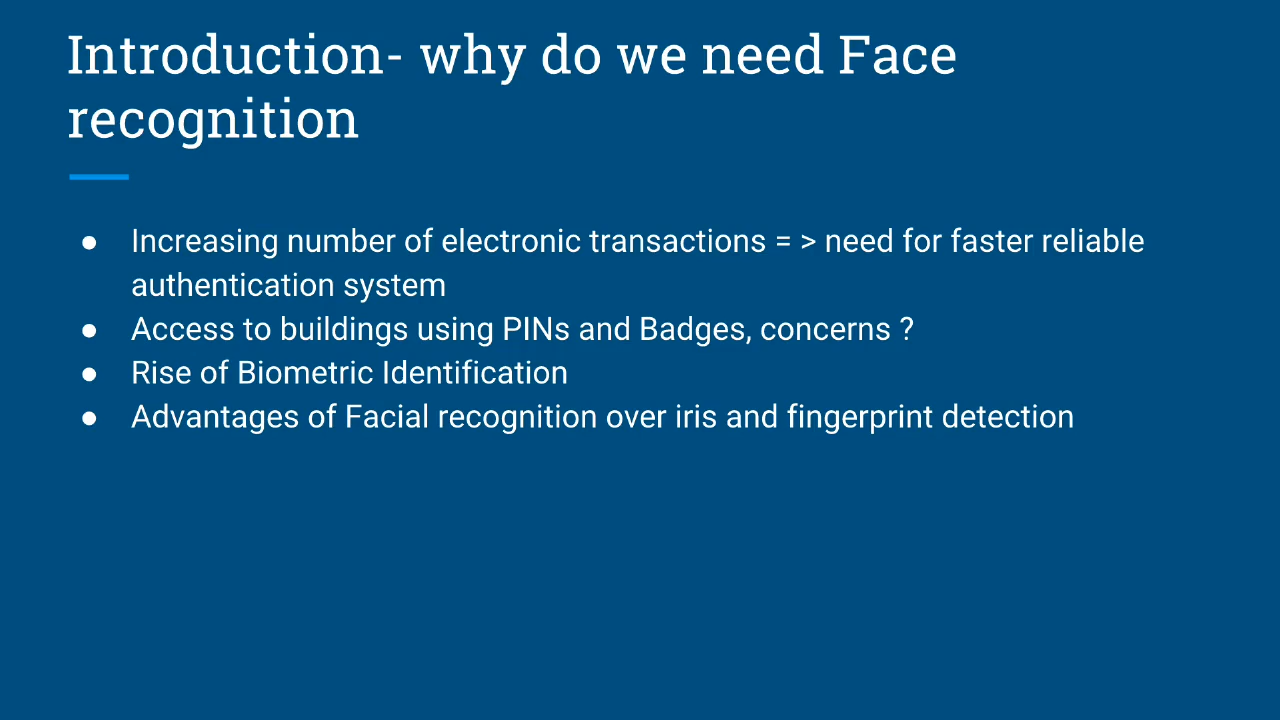 Introduction- why do we need Face
recognition
● Increasing number of electronic transactions = > need for faster reliable
authentication system
● Access to buildings using PINs and Badges, concerns ?
● Rise of Biometric Identification
● Advantages of Facial recognition over iris and fingerprint detection